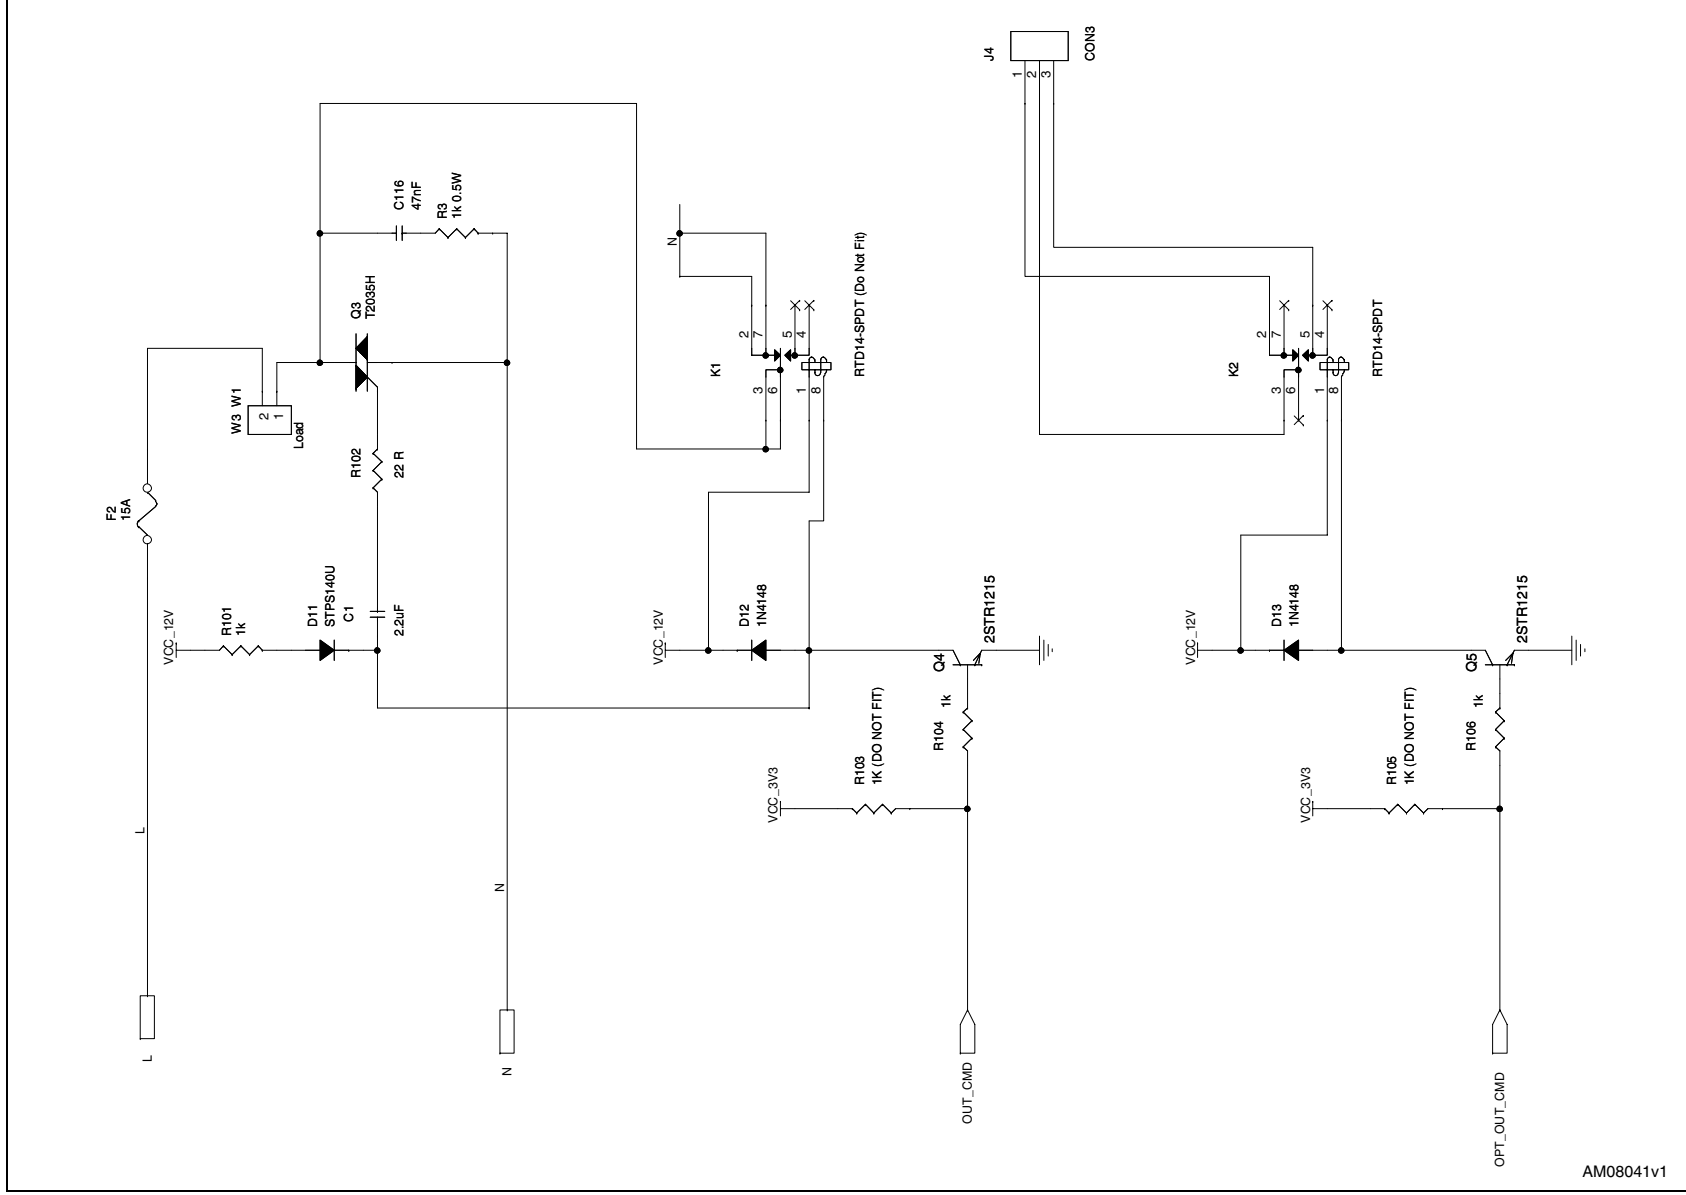 J4
CON3
1
2
3
C116
47nF
R3
1k 0.5W
Q3
T2035H
W3 W1
2
1
Load
F2
15A
R102
22 R
VCC_12V
R101
1k
D11
STPS140U
C1
2.2uF
L
N
L
N
N
K1
2
7
5
4
3
6
1
8
RTD14-SPDT (Do Not Fit)
VCC_12V
D12
1N4148
Q4
2STR1215
R104
1k
R103
1K (DO NOT FIT)
VCC_3V3
OUT_CMD
K2
2
7
5
4
3
6
1
8
RTD14-SPDT
VCC_12V
D13
1N4148
Q5
2STR1215
R106
1k
R105
1K (DO NOT FIT)
VCC_3V3
OPT_OUT_CMD
AM08041v1